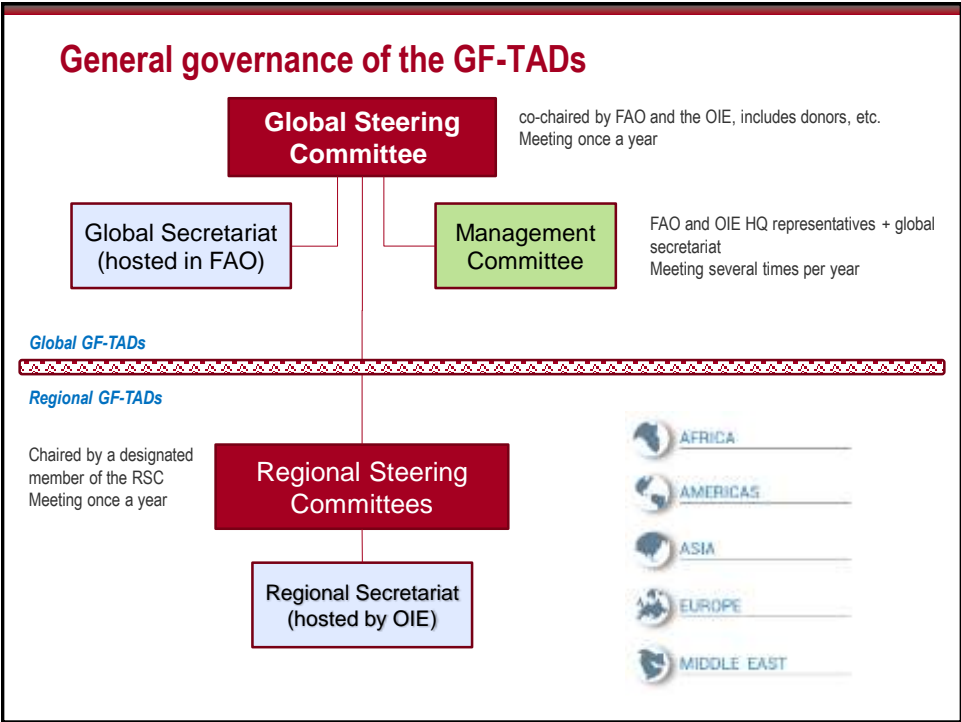 General governance of the GF-TADs
Global Steering
Committee
co-chaired by FAO and the OIE, includes donors, etc.
Meeting once a year
Global Secretariat
(hosted in FAO)
Management
Committee
FAO and OIE HQ representatives + global
secretariat
Meeting several times per year
Global GF-TADs
Regional GF-TADs
Chaired by a designated
member of the RSC
Meeting once a year
Regional Steering
Committees
Regional Secretariat
(hosted by OIE)
AFRICA
AMERICAS
ASIA
EUROPE
MIDDLE EAST